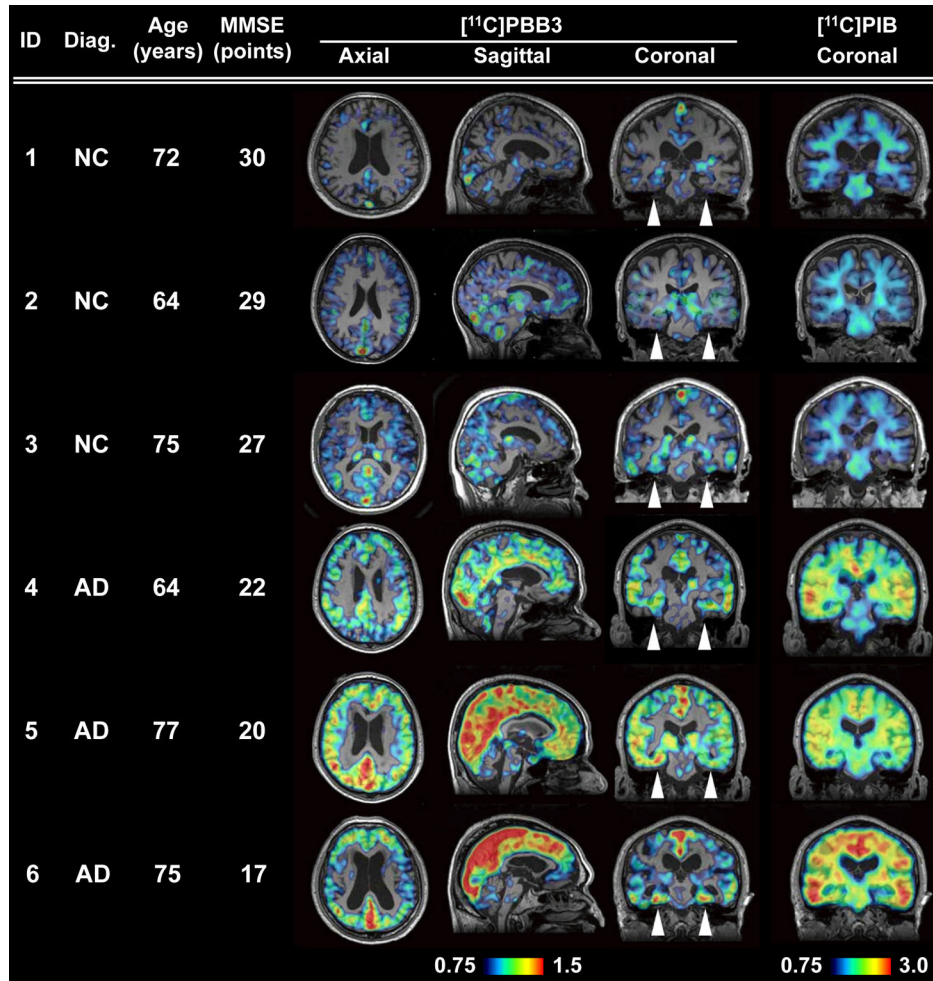 ID Diag. Age (years) MMSE (points) [¹¹C]PBB3 [¹¹C]PIB
Axial Sagittal Coronal Coronal
1 NC 72 30
2 NC 64 29
3 NC 75 27
4 AD 64 22
5 AD 77 20
6 AD 75 17
0.75 1.5 0.75 3.0